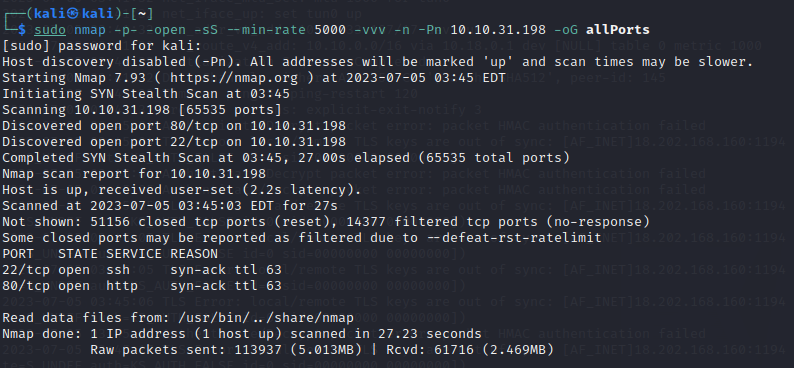 ┌──(kali㉿kali)-[~]
└─$ sudo nmap -p- --open -sS --min-rate 5000 -vvv -n -Pn 10.10.31.198 -oG allPorts
[sudo] password for kali:
Host discovery disabled (-Pn). All addresses will be marked 'up' and scan times may be slower.
Starting Nmap 7.93 ( https://nmap.org ) at 2023-07-05 03:45 EDT
Initiating SYN Stealth Scan at 03:45
Scanning 10.10.31.198 [65535 ports]
Discovered open port 80/tcp on 10.10.31.198
Discovered open port 22/tcp on 10.10.31.198
Completed SYN Stealth Scan at 03:45, 27.00s elapsed (65535 total ports)
Nmap scan report for 10.10.31.198
Host is up, received user-set (2.2s latency).
Scanned at 2023-07-05 03:45:03 EDT for 27s
Not shown: 51156 closed tcp ports (reset), 14377 filtered tcp ports (no-response)
Some closed ports may be reported as filtered due to --defeat-rst-ratelimit
PORT   STATE SERVICE REASON
22/tcp open  ssh     syn-ack ttl 63
80/tcp open  http    syn-ack ttl 63
Read data files from: /usr/bin/../share/nmap
Nmap done: 1 IP address (1 host up) scanned in 27.23 seconds
           Raw packets sent: 113937 (5.013MB) | Rcvd: 61716 (2.469MB)